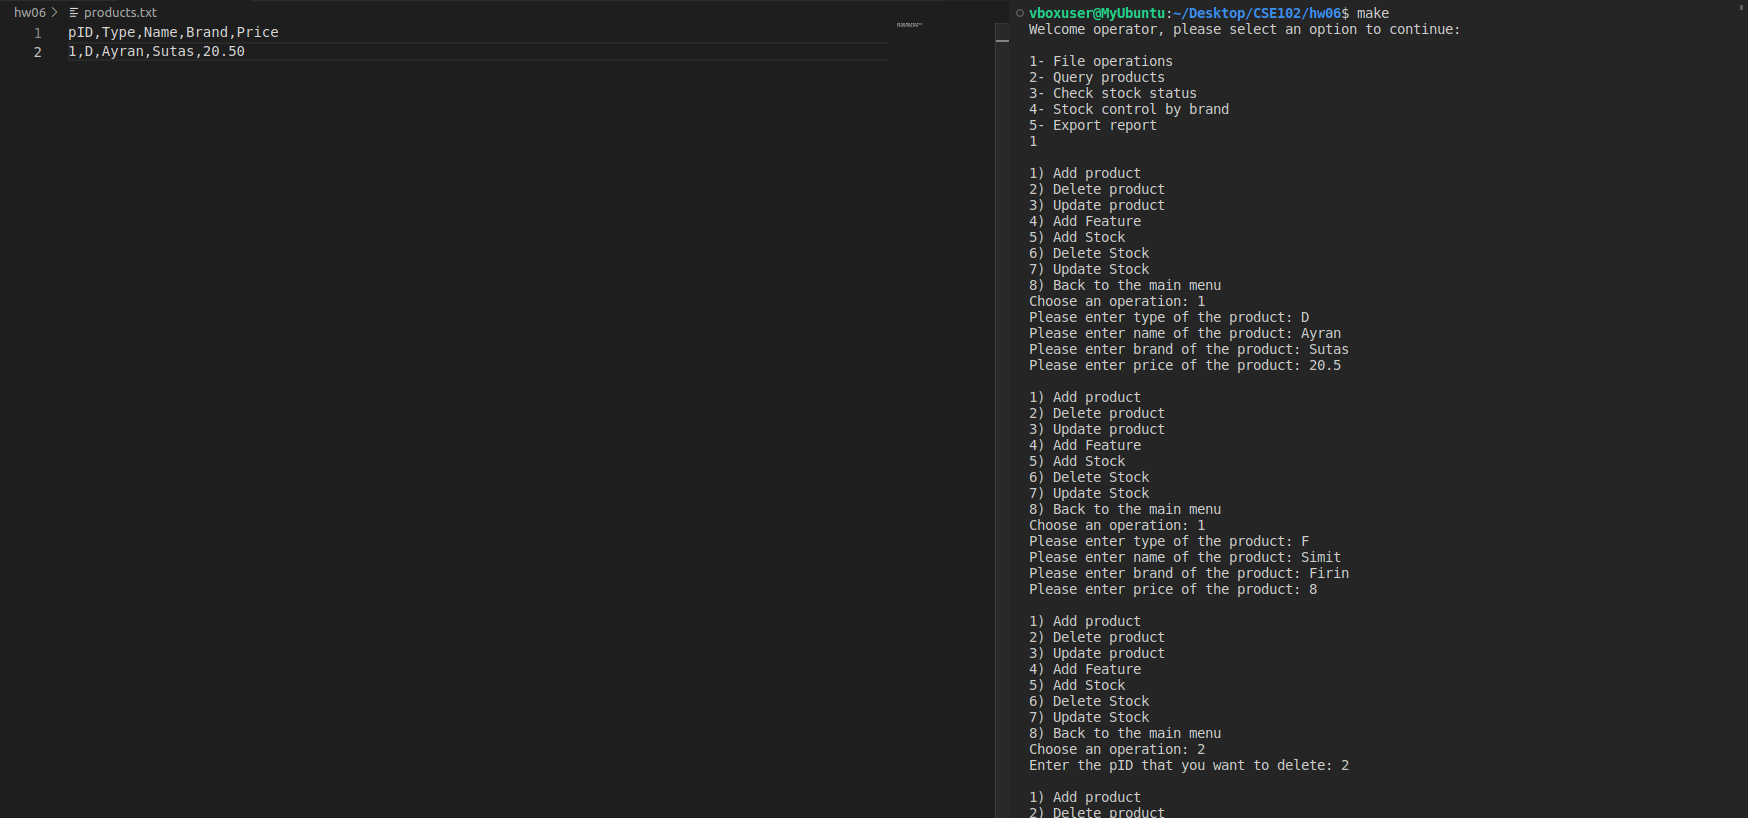 hw06 > products.txt
1 pID,Type,Name,Brand,Price
2 1,D,Ayran,Sutas,20.50
vboxuser@MyUbuntu:~/Desktop/CSE102/hw06$ make
Welcome operator, please select an option to continue:
1- File operations
2- Query products
3- Check stock status
4- Stock control by brand
5- Export report
1
1) Add product
2) Delete product
3) Update product
4) Add Feature
5) Add Stock
6) Delete Stock
7) Update Stock
8) Back to the main menu
Choose an operation: 1
Please enter type of the product: D
Please enter name of the product: Ayran
Please enter brand of the product: Sutas
Please enter price of the product: 20.5
1) Add product
2) Delete product
3) Update product
4) Add Feature
5) Add Stock
6) Delete Stock
7) Update Stock
8) Back to the main menu
Choose an operation: 1
Please enter type of the product: F
Please enter name of the product: Simit
Please enter brand of the product: Firin
Please enter price of the product: 8
1) Add product
2) Delete product
3) Update product
4) Add Feature
5) Add Stock
6) Delete Stock
7) Update Stock
8) Back to the main menu
Choose an operation: 2
Enter the pID that you want to delete: 2
1) Add product
2) Delete product